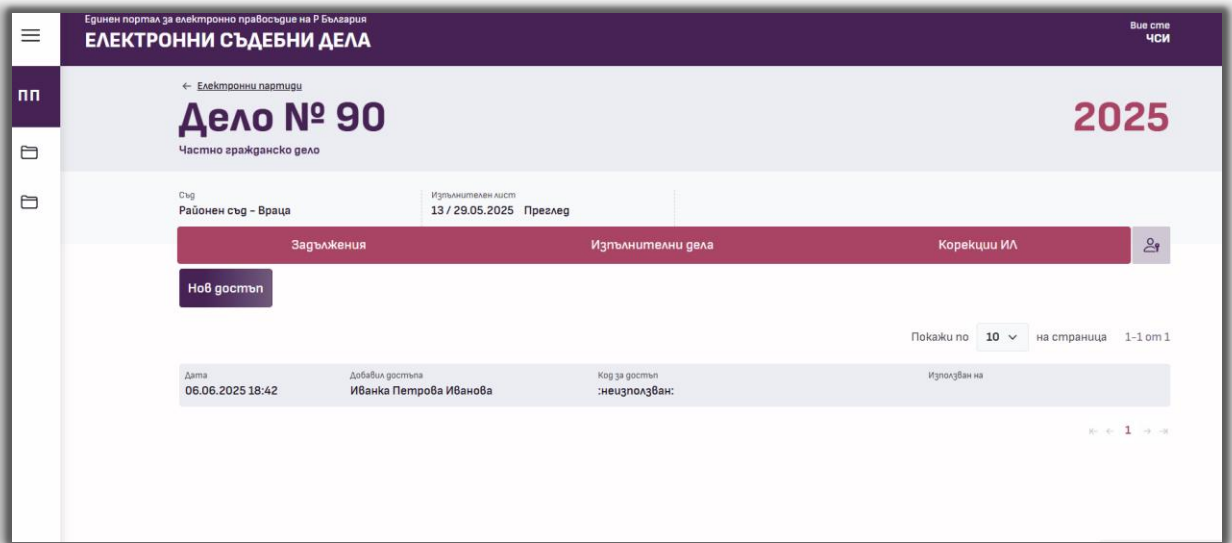 Единен портал за електронно правосъдие на Р България
ЕЛЕКТРОННИ СЪДЕБНИ ДЕЛА
Вие сте
ЧСИ
ПП
← Електронни партиди
Дело № 90
2025
Частно гражданско дело
Съд
Районен съд - Враца
Изпълнителен лист
13 / 29.05.2025 Преглед
Задължения
Изпълнителни дела
Корекции ИЛ
Нов достъп
Покажи по 10 на страница 1-1 от 1
Дата
06.06.2025 18:42
Добавил достъпа
Иванка Петрова Иванова
Код за достъп
:неизползван:
Използван на
1